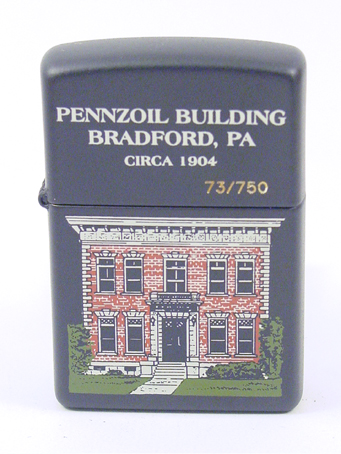 PENNZOIL BUILDING
BRADFORD, PA
CIRCA 1904
73/750